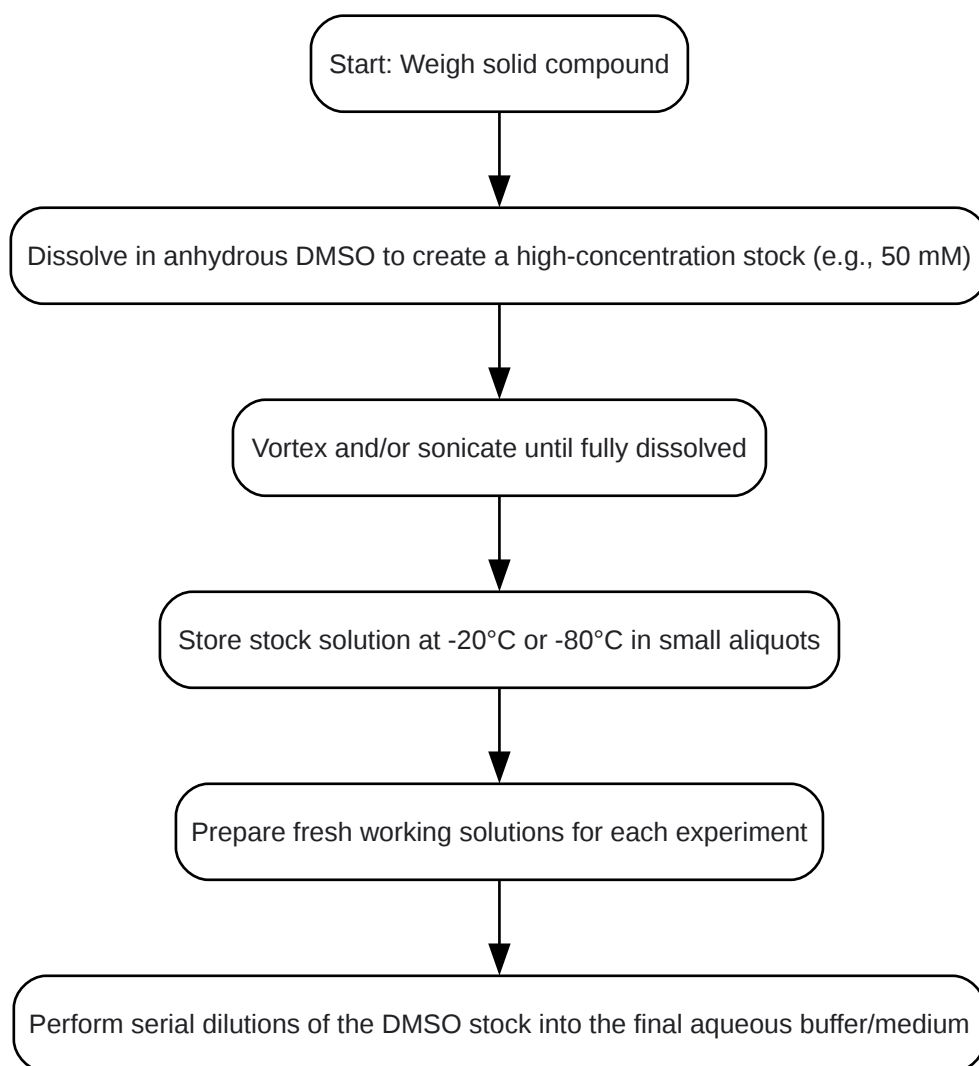 Start: Weigh solid compound
Dissolve in anhydrous DMSO to create a high-concentration stock (e.g., 50 mM)
Vortex and/or sonicate until fully dissolved
Store stock solution at -20°C or -80°C in small aliquots
Prepare fresh working solutions for each experiment
Perform serial dilutions of the DMSO stock into the final aqueous buffer/medium